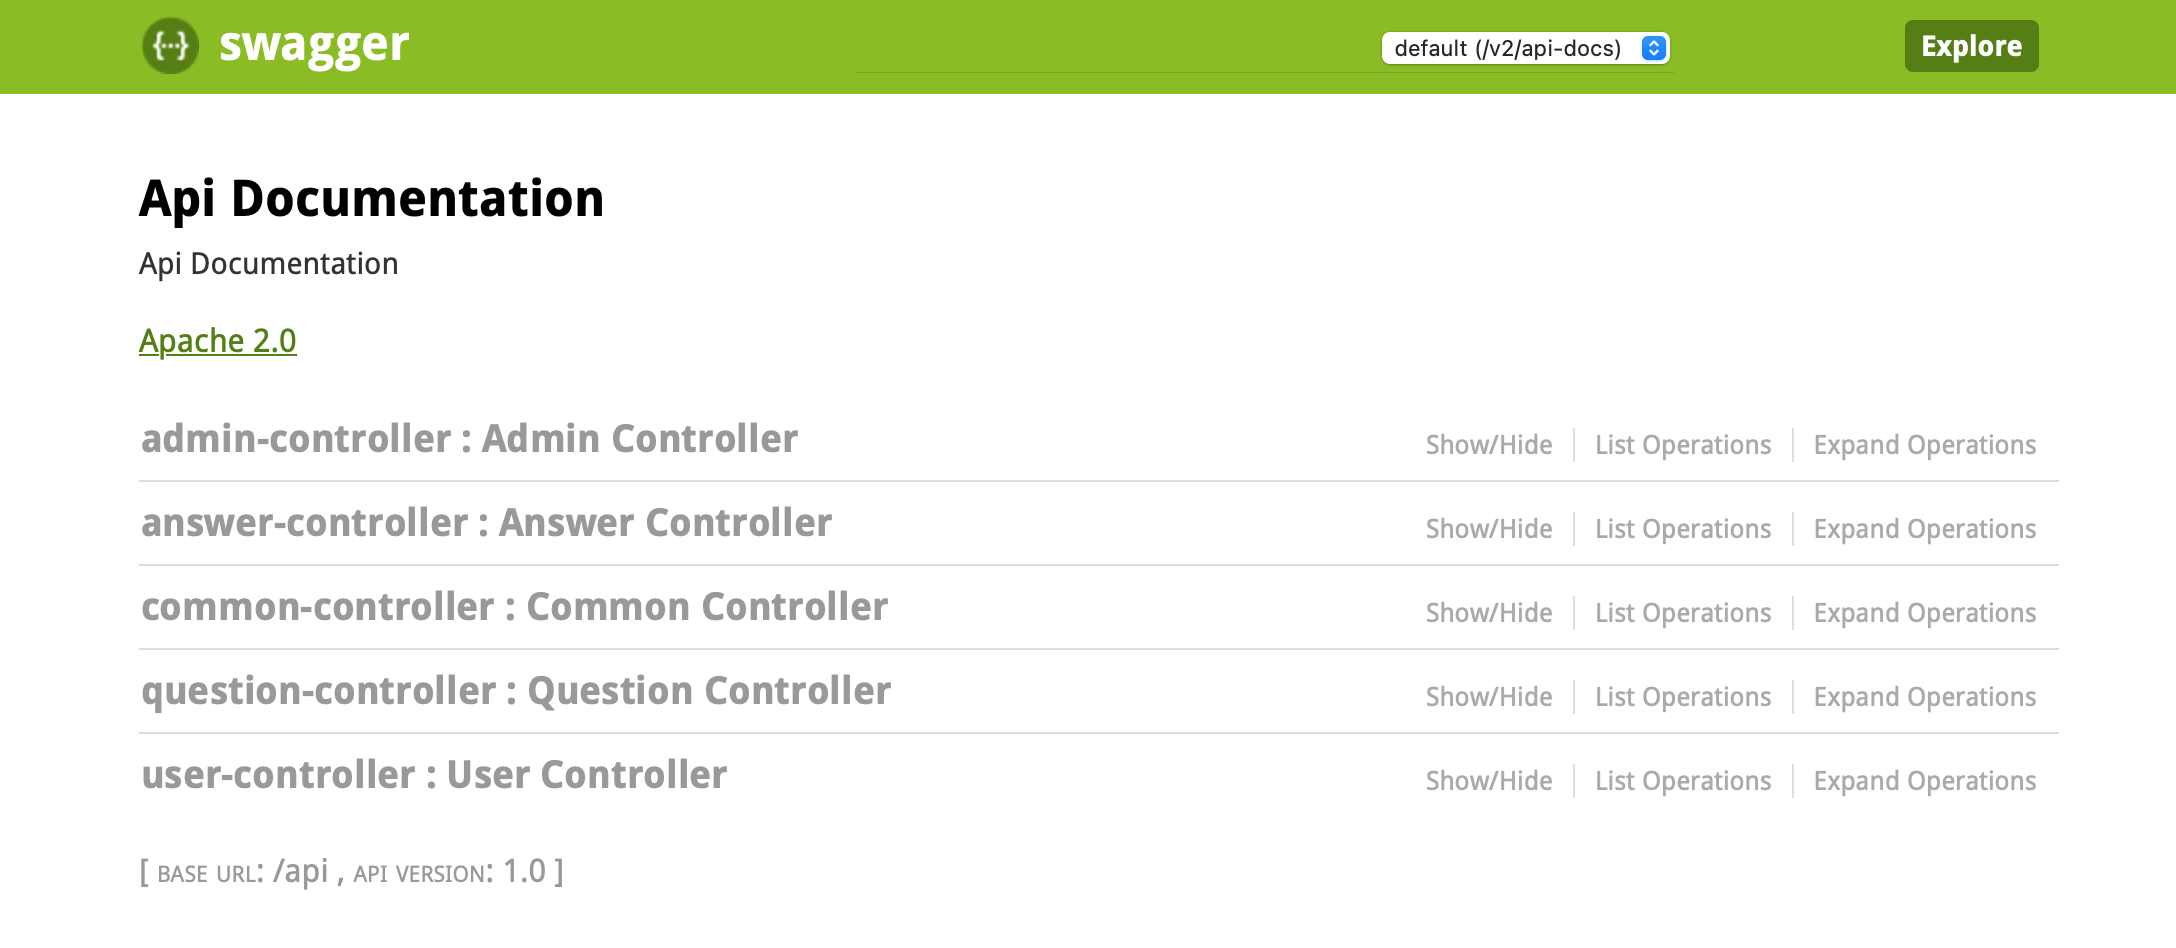 {···} swagger default (/v2/api-docs) Explore
Api Documentation
Api Documentation
Apache 2.0
admin-controller : Admin Controller Show/Hide List Operations Expand Operations
answer-controller : Answer Controller Show/Hide List Operations Expand Operations
common-controller : Common Controller Show/Hide List Operations Expand Operations
question-controller : Question Controller Show/Hide List Operations Expand Operations
user-controller : User Controller Show/Hide List Operations Expand Operations
[ BASE URL: /api , API VERSION: 1.0 ]